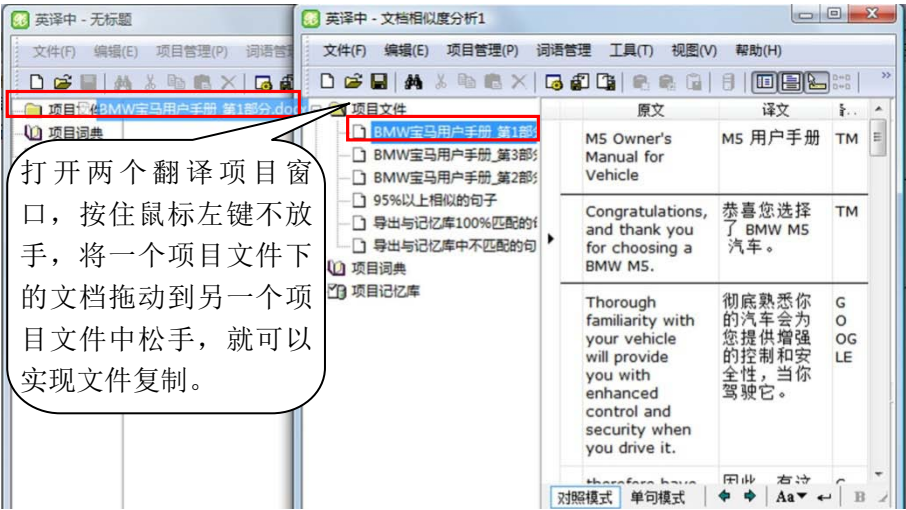 英译中 - 无标题
文件(F) 编辑(E) 项目管理(P) 词语管
项目
BMW宝马用户手册_第1部分.doc
项目词典
打开两个翻译项目窗
口，按住鼠标左键不放
手，将一个项目文件下
的文档拖动到另一个项
目文件中松手，就可以
实现文件复制。
英译中 - 文档相似度分析1
文件(F) 编辑(E) 项目管理(P) 词语管理 工具(T) 视图(V) 帮助(H)
项目文件
BMW宝马用户手册_第1部分
BMW宝马用户手册_第3部分
BMW宝马用户手册_第2部分
95%以上相似的句子
导出与记忆库100%匹配的
导出与记忆库中不匹配的句
项目词典
项目记忆库
原文 译文
M5 Owner's
Manual for
Vehicle
M5 用户手册
TM
Congratulations,
and thank you
for choosing a
BMW M5.
恭喜您选择
了 BMW M5
汽车。
TM
Thorough
familiarity with
your vehicle
will provide
you with
enhanced
control and
security when
you drive it.
彻底熟悉你
的汽车会为
您提供增强
的控制和安
全性，当你
驾驶它。
G
O
OG
LE
therefore have
因此，有这
对照模式 单句模式 Aa B